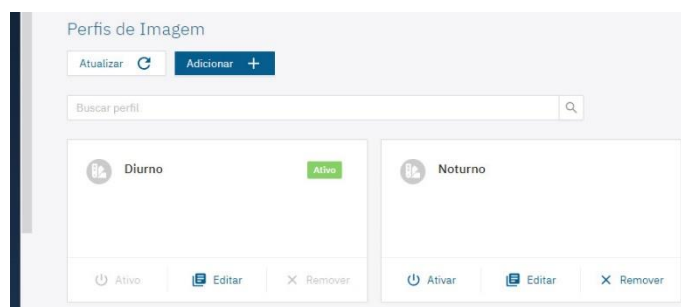 Perfis de Imagem
Atualizar Adicionar
Buscar perfil
Diurno Ativo Noturno
Ativo Editar Remover Ativar Editar Remover